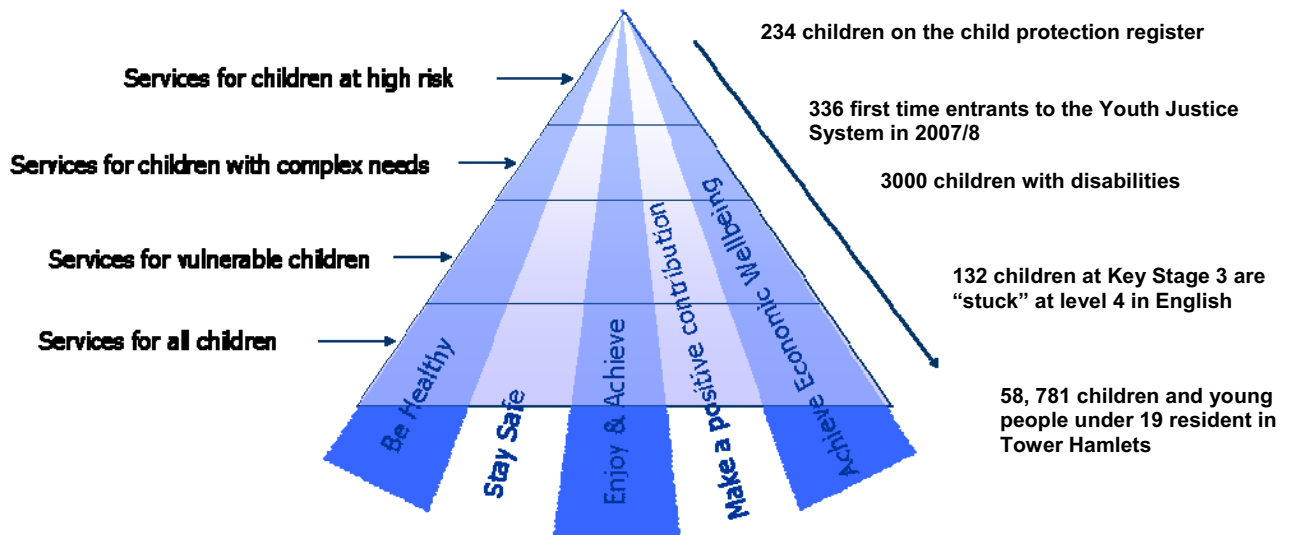 234 children on the child protection register
Services for children at high risk
336 first time entrants to the Youth Justice
System in 2007/8
Services for children with complex needs
3000 children with disabilities
Services for vulnerable children
132 children at Key Stage 3 are
“stuck” at level 4 in English
Services for all children
58, 781 children and young
people under 19 resident in
Tower Hamlets
Be Healthy
Stay Safe
Enjoy & Achieve
Make a positive contribution
Achieve Economic Wellbeing